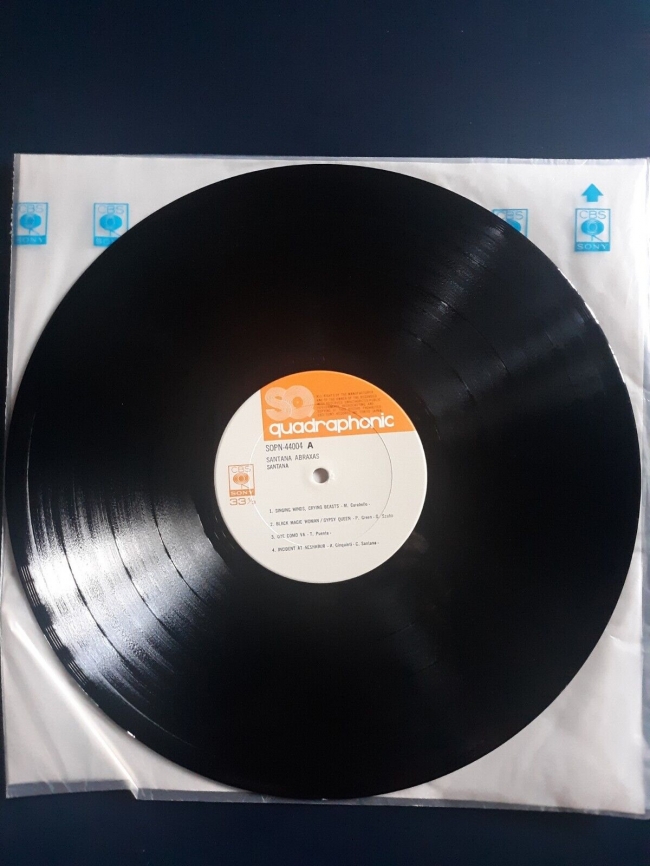 CBS
SONY
CBS
SONY
CBS
CBS
SONY
SQ
quadraphonic
SOPN-44004 A
SANTANA ABRAXAS
SANTANA
CBS
SONY
33 1/3
1. SINGING WINDS, CRYING BEASTS - M. Carabello -
2. BLACK MAGIC WOMAN / GYPSY QUEEN - P. Green - G. Szabo
3. OYE COMO VA - T. Puente -
4. INCIDENT AT NESHABUR - A. Gianquinto - C. Santana -